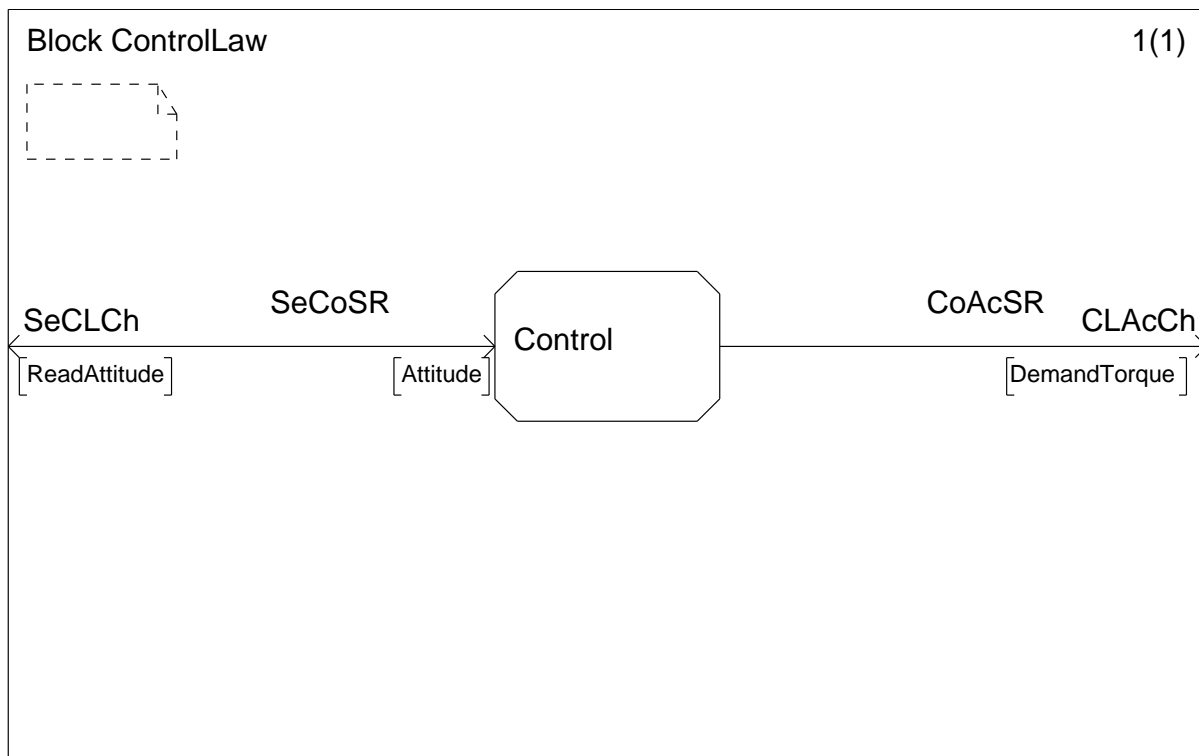 Block ControlLaw
1(1)
SeCLCh
SeCoSR
CoAcSR
CLAcCh
Control
[ReadAttitude]
[Attitude]
[DemandTorque]